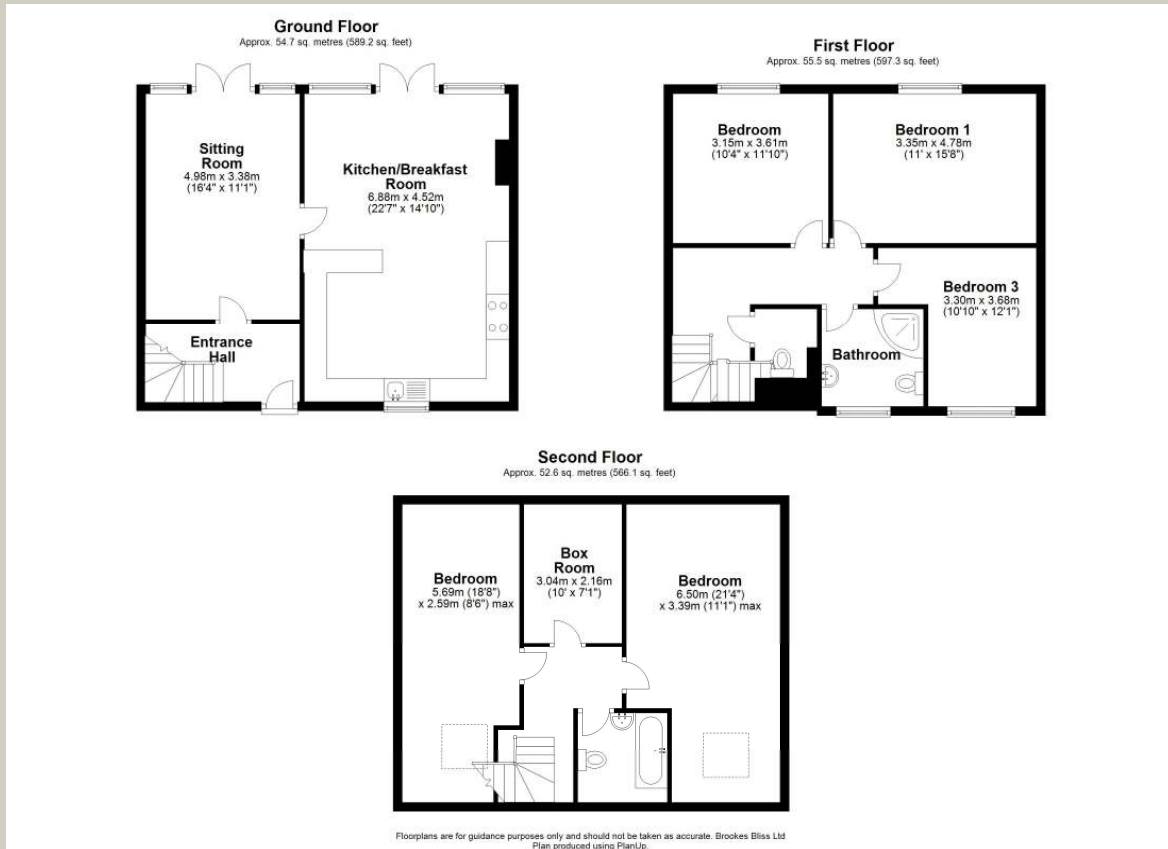 Ground Floor
Approx. 54.7 sq. metres (589.2 sq. feet)
Sitting
Room
4.98m x 3.38m
(16'4" x 11'1")
Kitchen/Breakfast
Room
6.88m x 4.52m
(22'7" x 14'10")
Entrance
Hall
First Floor
Approx. 55.5 sq. metres (597.3 sq. feet)
Bedroom
3.15m x 3.61m
(10'4" x 11'10")
Bedroom 1
3.35m x 4.78m
(11' x 15'8")
Bedroom 3
3.30m x 3.68m
(10'10" x 12'1")
Bathroom
Second Floor
Approx. 52.6 sq. metres (566.1 sq. feet)
Bedroom
5.69m (18'8")
x 2.59m (8'6") max
Box
Room
3.04m x 2.16m
(10' x 7'1")
Bedroom
6.50m (21'4")
x 3.39m (11'1") max
Floorplans are for guidance purposes only and should not be taken as accurate. Brookes Bliss Ltd
Plan produced using PlanUp.